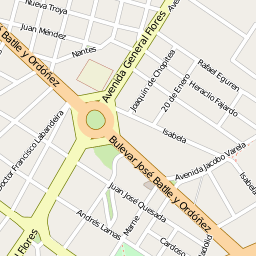 Nueva Troya
Juan Méndez
Nantes
Batlle y Ordóñez
Avenida General Flores
Joaquín de Chopitea
Rafael Eguren
Heraclio Fajardo
20 de Enero
Isabela
Doctor Francisco Labandeira
Bulevar José Batlle y Ordóñez
Avenida Jacobo Varela
Isabela
Juan José Quesada
Andrés Lamas
Marne
Flores
Cardoso